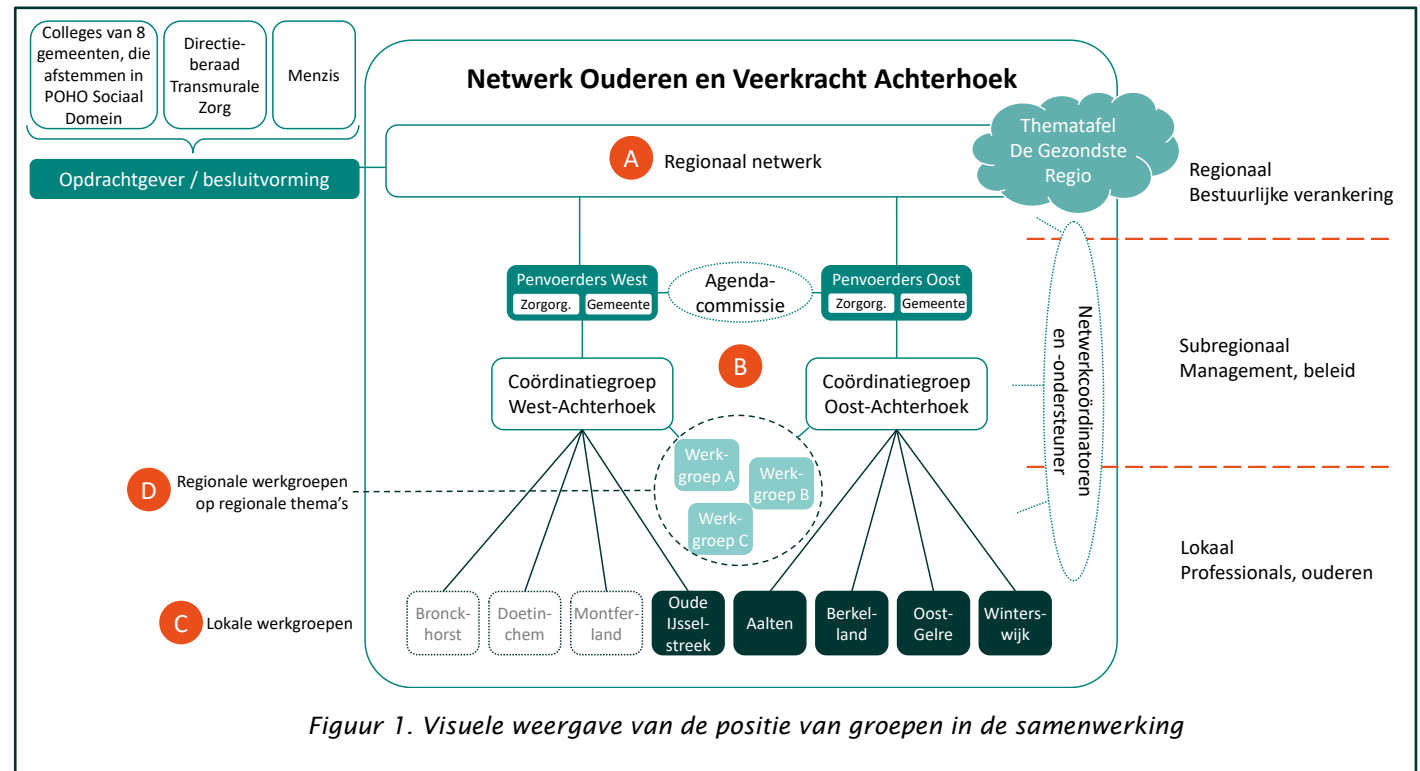 Colleges van 8
gemeenten, die
afstemmen in
POHO Sociaal
Domein
Directie-
beraad
Transmurale
Zorg
Menzis
Opdrachtgever / besluitvorming
Netwerk Ouderen en Veerkracht Achterhoek
A
Regionaal netwerk
Thematafel
De Gezondste
Regio
Regionaal
Bestuurlijke verankering
Penvoerders West
Zorgorg.
Gemeente
Agenda-
commissie
Penvoerders Oost
Zorgorg.
Gemeente
Netwerkcoördinatoren
en -ondersteuner
B
Subregionaal
Management, beleid
Coördinatiegroep
West-Achterhoek
Coördinatiegroep
Oost-Achterhoek
Werk-
groep A
Werk-
groep B
Werk-
groep C
D
Regionale werkgroepen
op regionale thema's
Lokaal
Professionals, ouderen
C
Lokale werkgroepen
Bronck-
horst
Doetin-
chem
Montfer-
land
Oude
IJssel-
streek
Aalten
Berkel-
land
Oost-
Gelre
Winters-
wijk
Figuur 1. Visuele weergave van de positie van groepen in de samenwerking